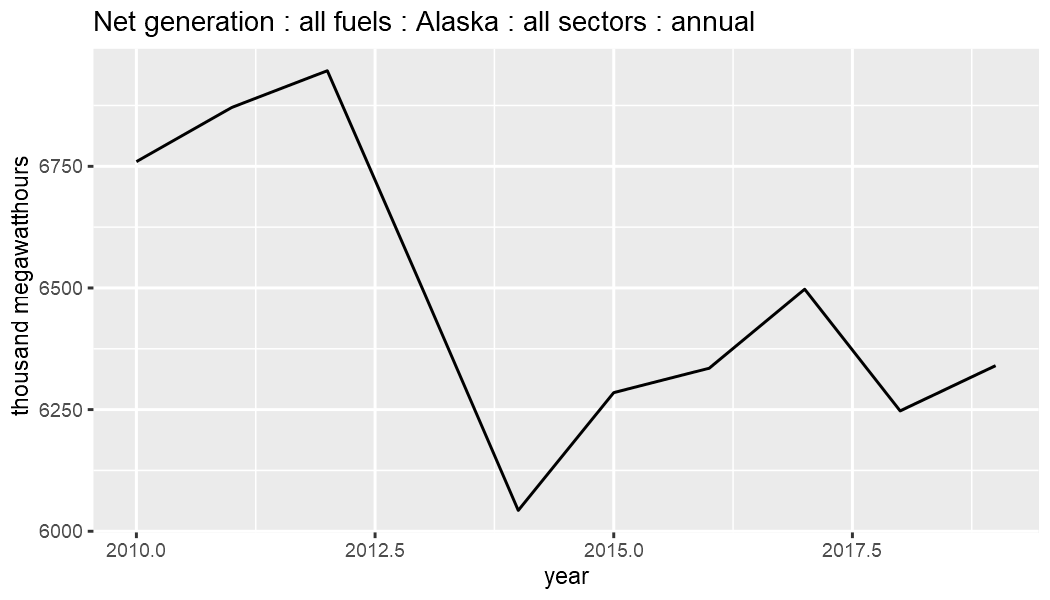 Net generation : all fuels : Alaska : all sectors : annual
thousand megawatthours
6750
6500
6250
6000
2010.0 2012.5 2015.0 2017.5
year